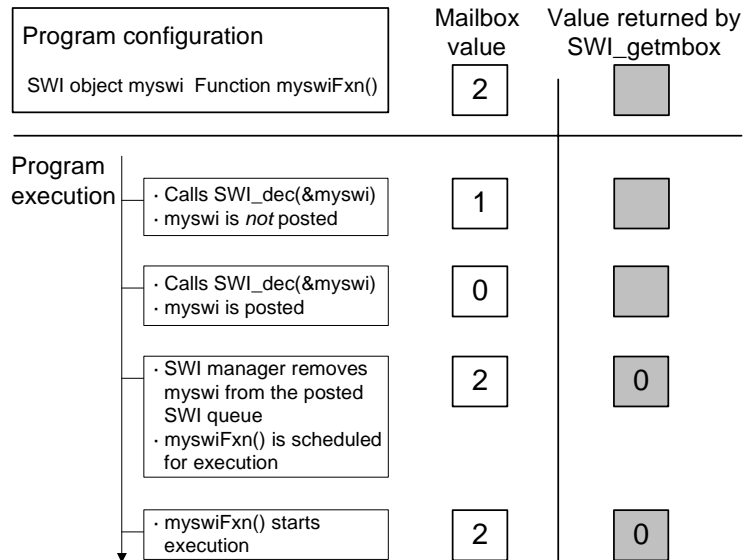 Program configuration
SWI object myswi Function myswiFxn()
Mailbox
value
Value returned by
SWI_getmbox
2
Program
execution
· Calls SWI_dec(&myswi)
· myswi is not posted
1
· Calls SWI_dec(&myswi)
· myswi is posted
0
· SWI manager removes
myswi from the posted
SWI queue
· myswiFxn() is scheduled
for execution
2
0
· myswiFxn() starts
execution
2
0